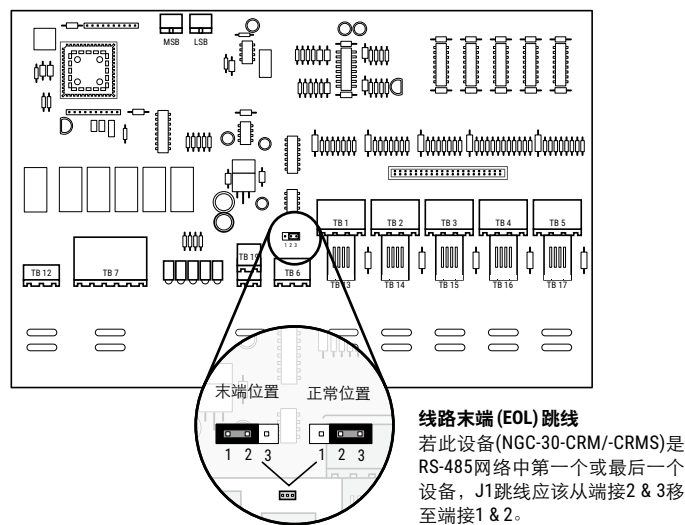 MSB LSB
1 2 3
TB 1 TB 2 TB 3 TB 4 TB 5
TB 12 TB 7 TB 19 TB 6 TB 13 TB 14 TB 15 TB 16 TB 17
末端位置 正常位置
1 2 3 1 2 3
线路末端 (EOL) 跳线
若此设备(NGC-30-CRM/-CRMS)是
RS-485网络中第一个或最后一个
设备，J1跳线应该从端接2 & 3移
至端接1 & 2。